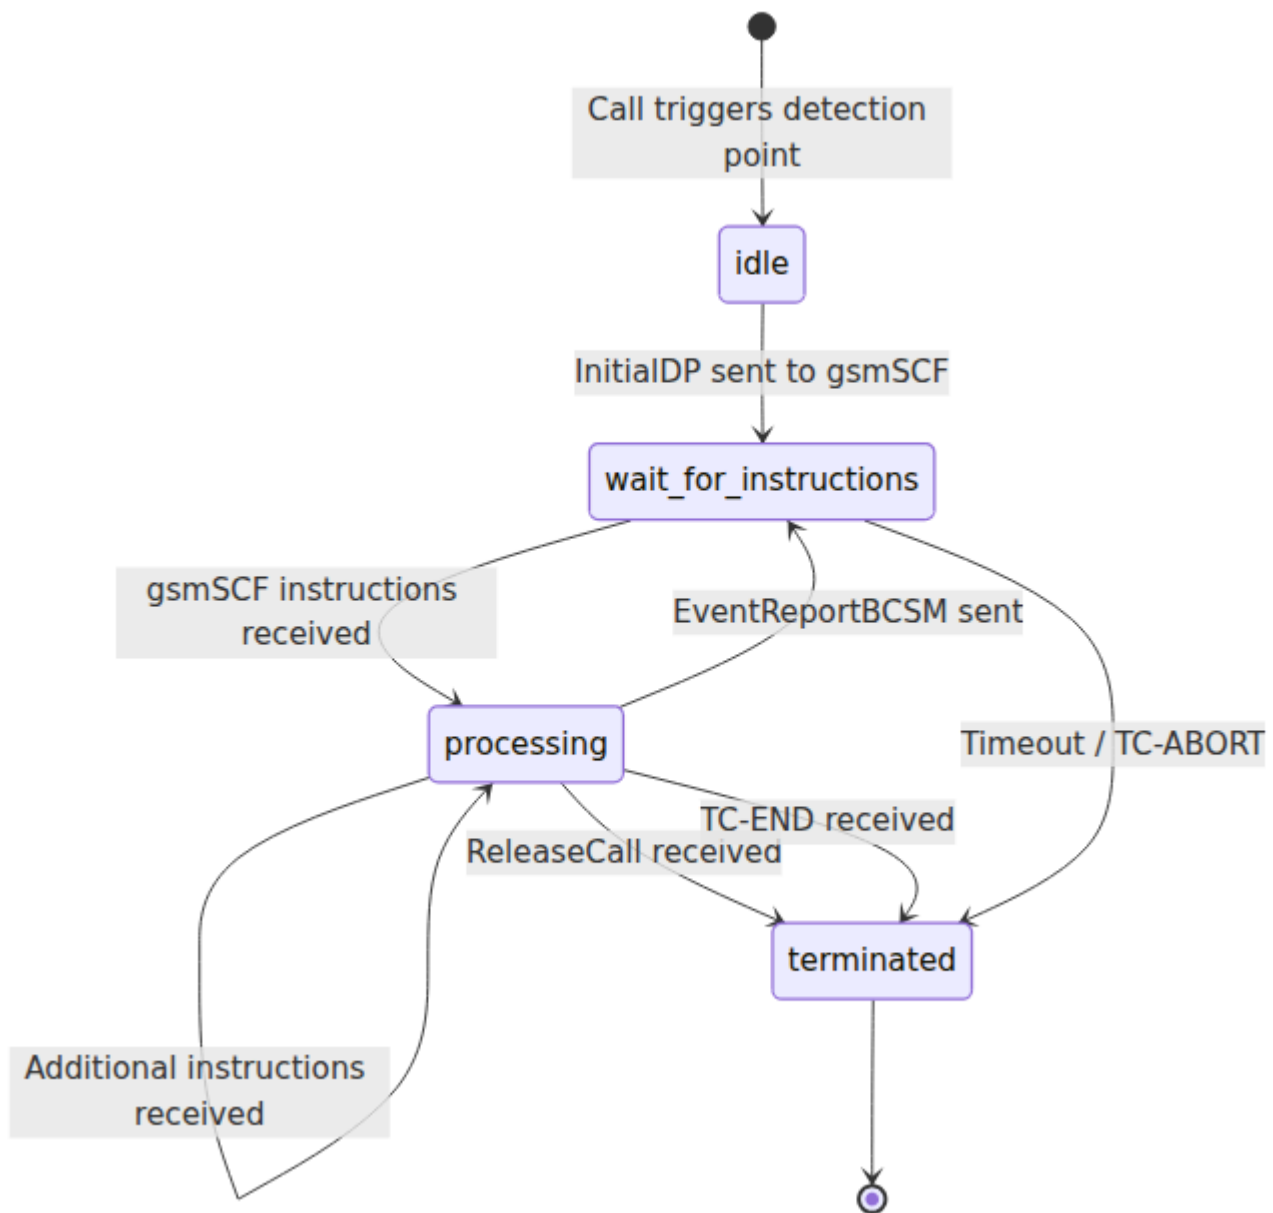 Call triggers detection
point
idle
InitialDP sent to gsmSCF
wait_for_instructions
gsmSCF instructions
received
EventReportBCSM sent
processing
Timeout / TC-ABORT
TC-END received
ReleaseCall received
terminated
Additional instructions
received